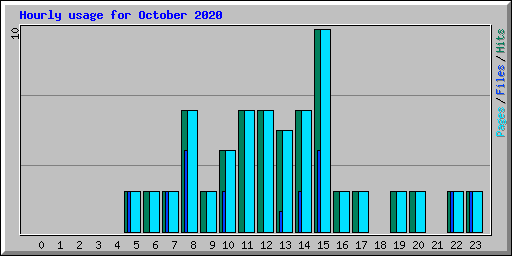 Hourly usage for October 2020
10
Pages / Files / Hits
0 1 2 3 4 5 6 7 8 9 10 11 12 13 14 15 16 17 18 19 20 21 22 23